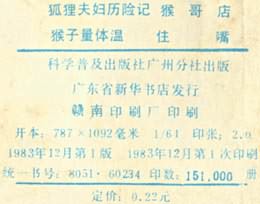 狐狸夫妇历险记 猴哥店
猴子量体温 住嘴
科学普及出版社广州分社出版
广东省新华书店发行
赣南印刷厂印刷
开本：787×1092毫米 1/64 印张：2.0
1983年12月第1版 1983年12月第1次印刷
统一书号：8051·60234 印数：151,000 册
定价：0.22元